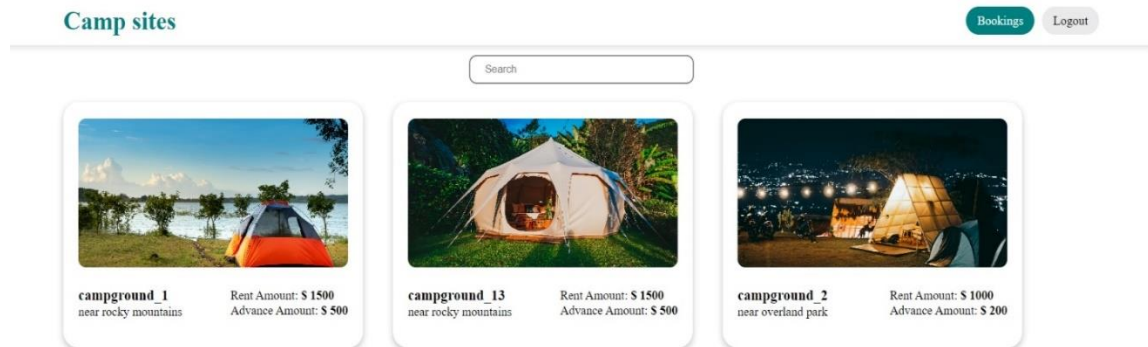 Camp sites
Bookings
Logout
Search
campground_1
near rocky mountains
Rent Amount: $ 1500
Advance Amount: $ 500
campground_13
near rocky mountains
Rent Amount: $ 1500
Advance Amount: $ 500
campground_2
near overland park
Rent Amount: $ 1000
Advance Amount: $ 200